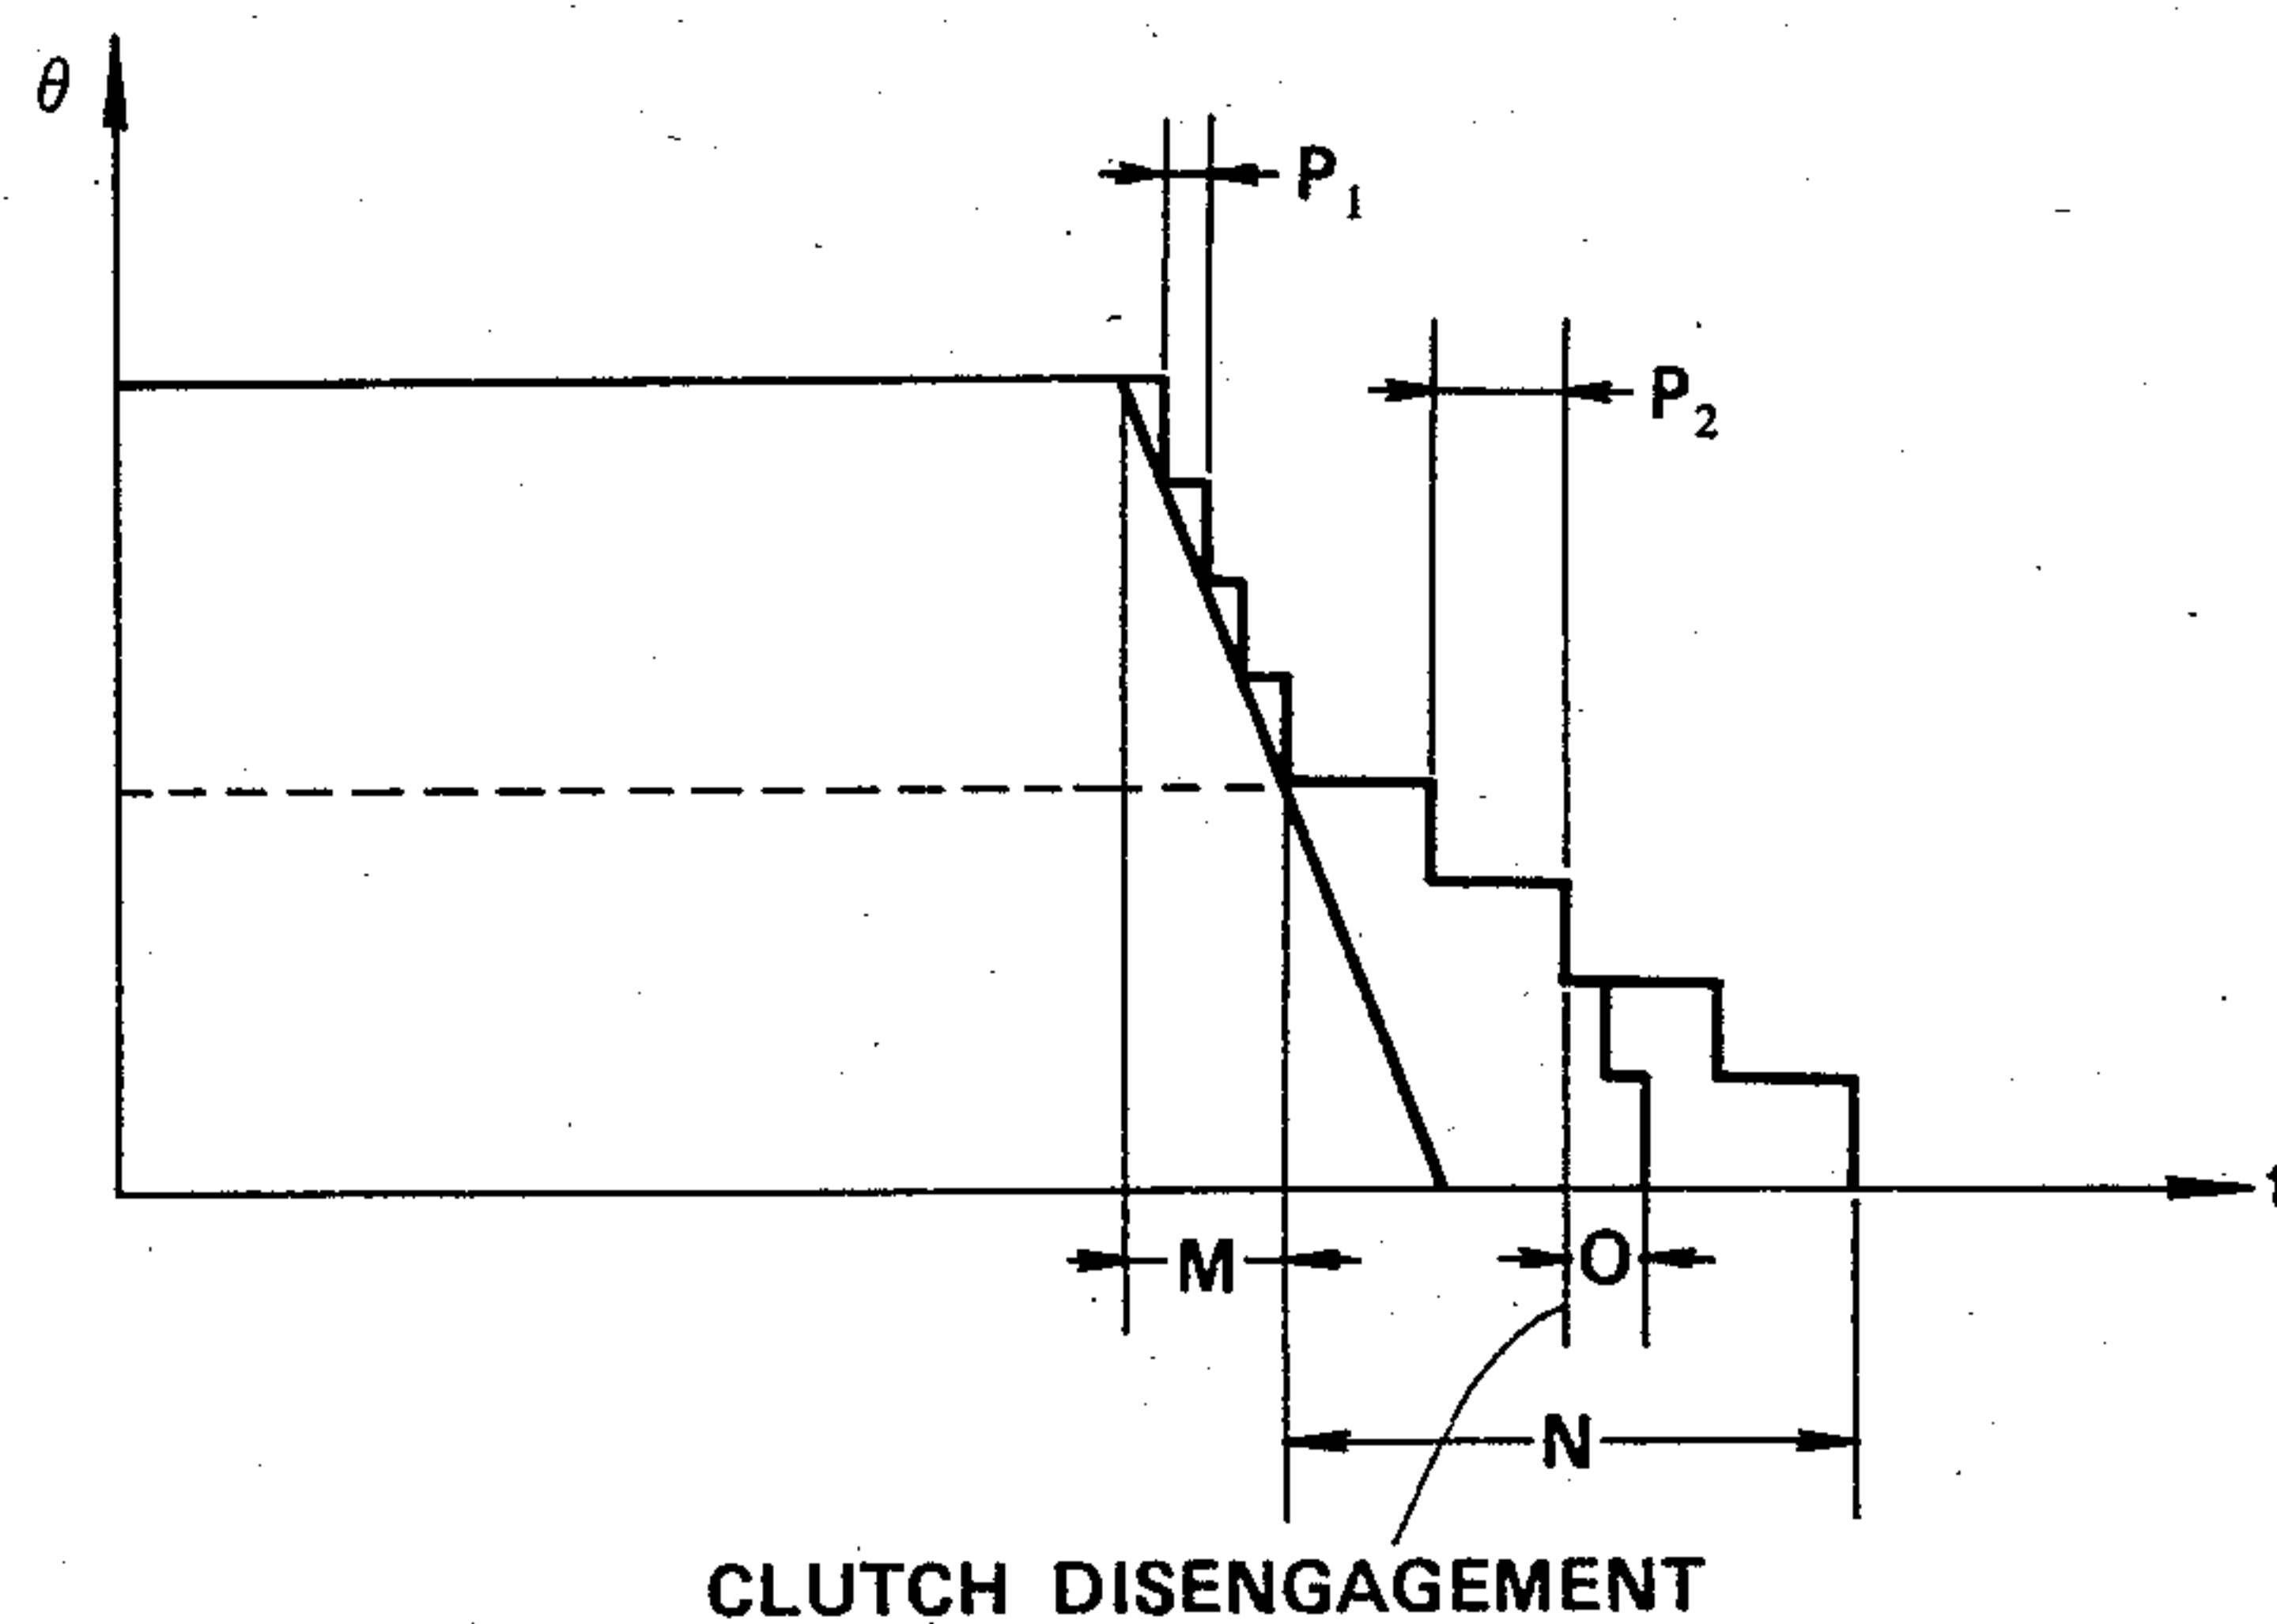 θ
P1
P2
t
M
O
N
CLUTCH DISENGAGEMENT